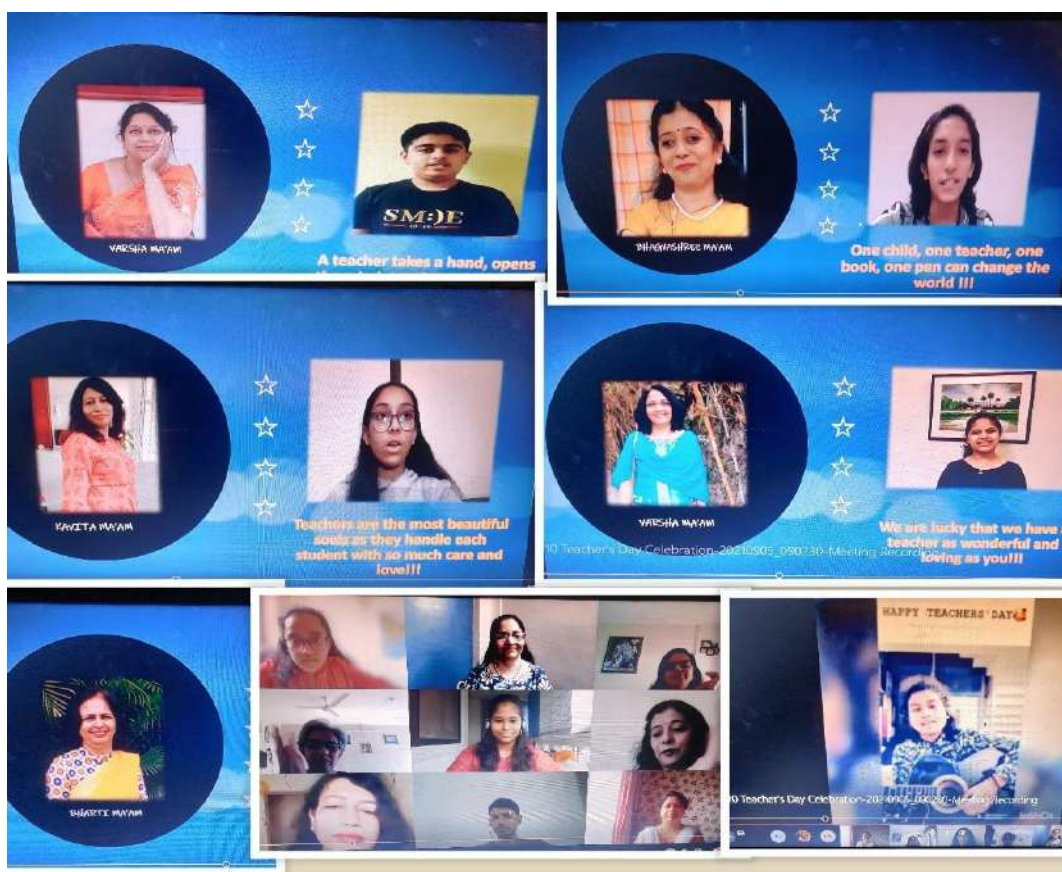 VARSHA MA'AM
SM:)E
A teacher takes a hand, opens
BHAGYASHREE MA'AM
One child, one teacher, one
book, one pen can change the
world !!!
KAVITA MA'AM
Teachers are the most beautiful
souls as they handle each
student with so much care and
love!!!
VARSHA MA'AM
We are lucky that we have
teacher as wonderful and
loving as you!!!
10 Teacher's Day Celebration-20210905_090230-Meeting Recording
BHARTI MA'AM
HAPPY TEACHERS' DAY
10 Teacher's Day Celebration-20210905_090230-Meeting Recording